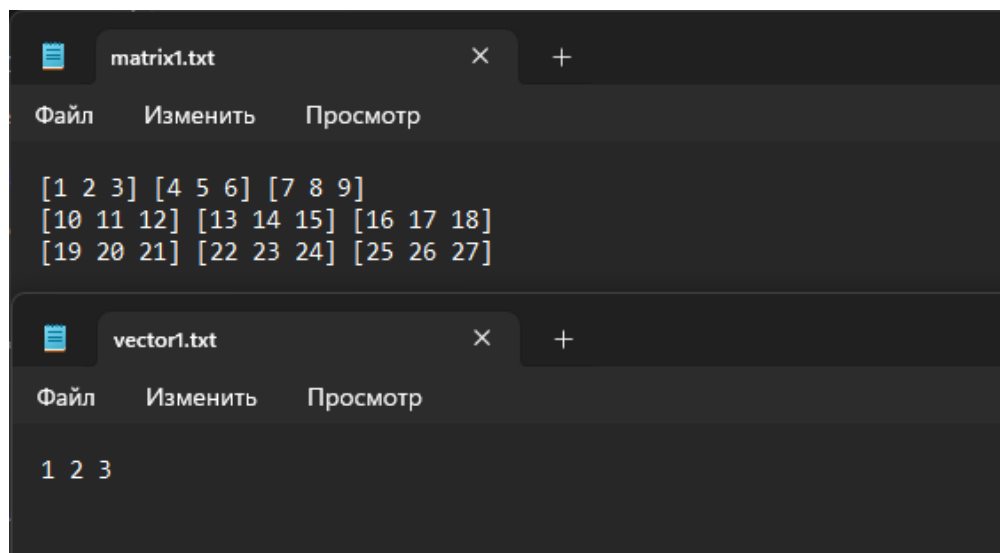 matrix1.txt
Файл Изменить Просмотр
[1 2 3] [4 5 6] [7 8 9]
[10 11 12] [13 14 15] [16 17 18]
[19 20 21] [22 23 24] [25 26 27]
vector1.txt
Файл Изменить Просмотр
1 2 3